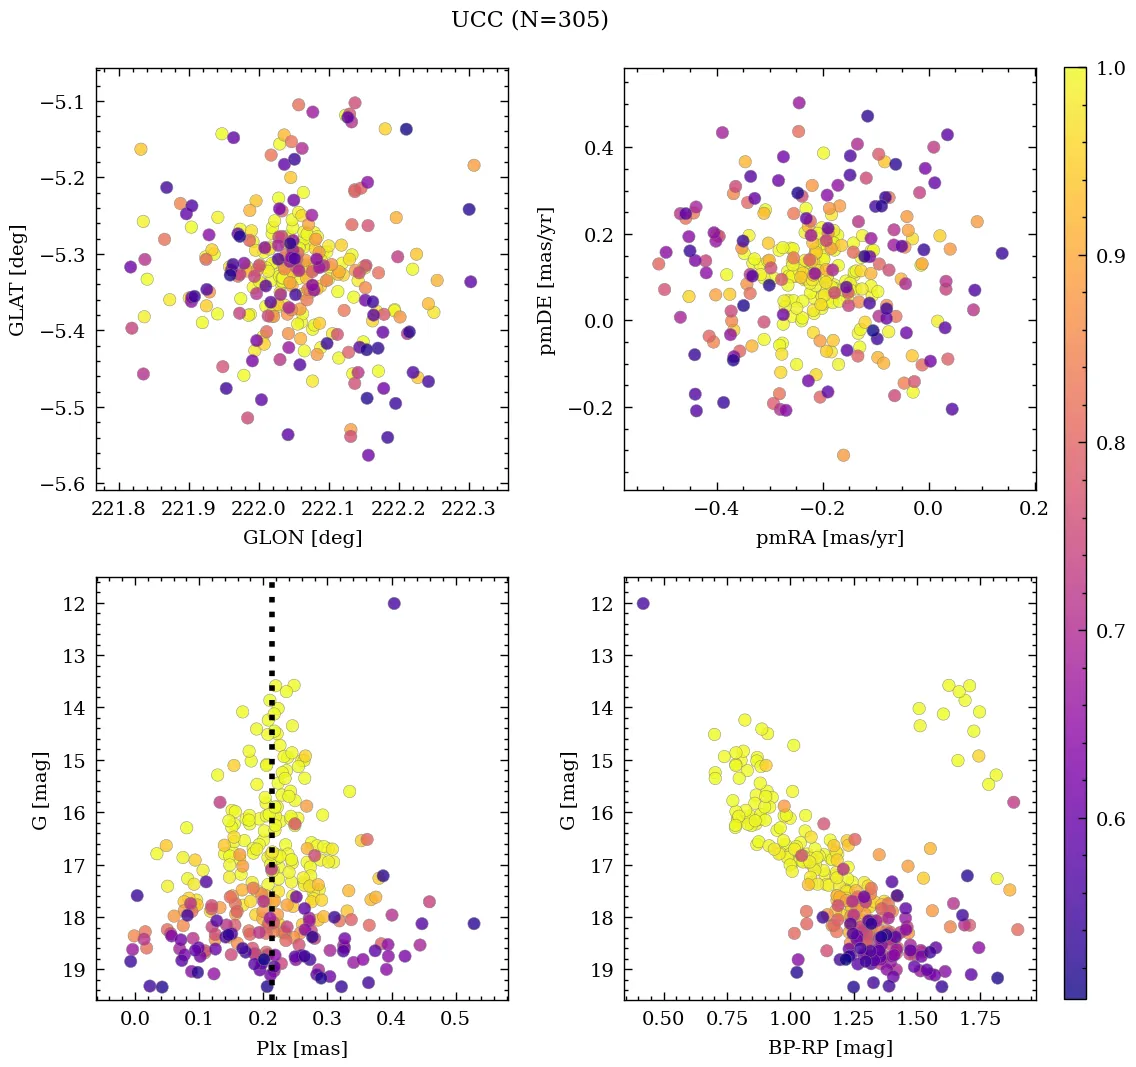 UCC (N=305)
−5.1
−5.2
−5.3
−5.4
−5.5
−5.6
GLAT [deg]
221.8 221.9 222.0 222.1 222.2 222.3
GLON [deg]
0.4
0.2
0.0
−0.2
pmDE [mas/yr]
−0.4 −0.2 0.0 0.2
pmRA [mas/yr]
12
13
14
15
16
17
18
19
G [mag]
0.0 0.1 0.2 0.3 0.4 0.5
Plx [mas]
12
13
14
15
16
17
18
19
G [mag]
0.50 0.75 1.00 1.25 1.50 1.75
BP-RP [mag]
1.0
0.9
0.8
0.7
0.6